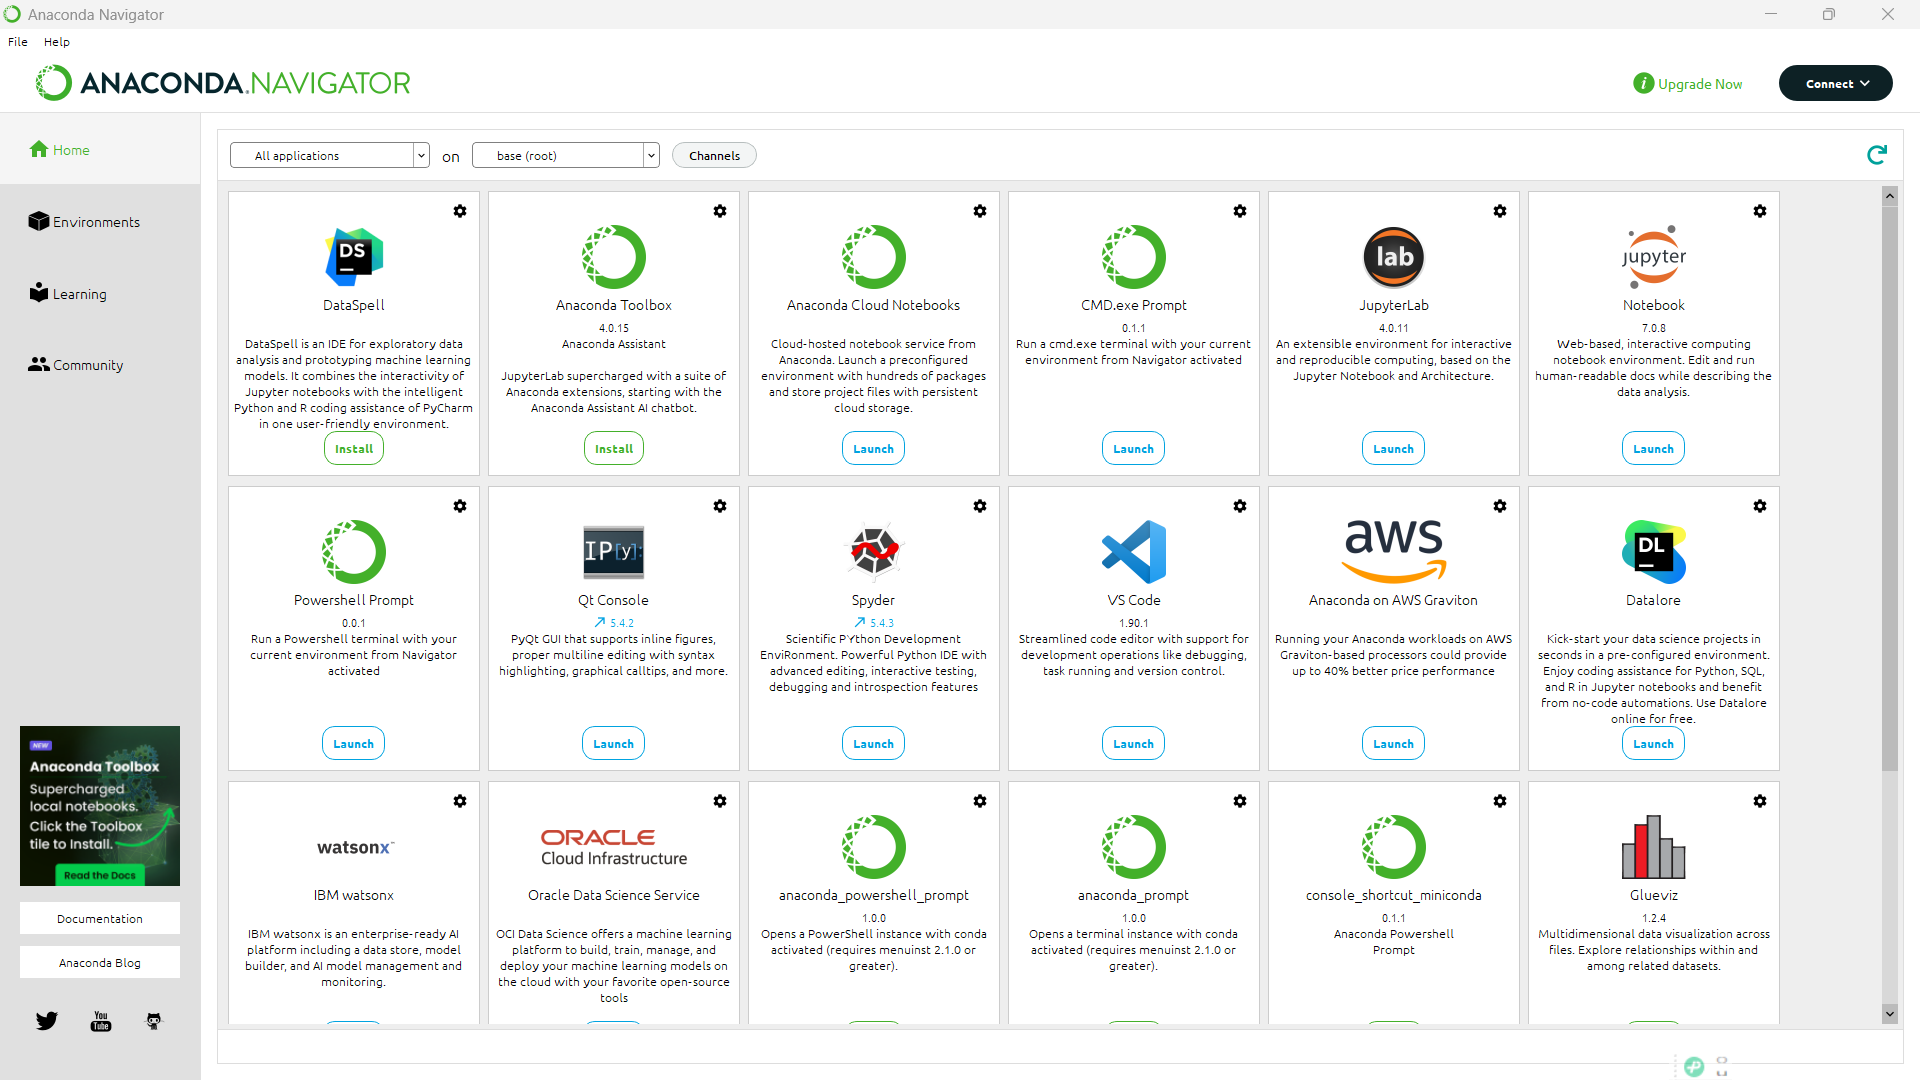 Anaconda Navigator
File Help
ANACONDA.NAVIGATOR
i Upgrade Now
Connect
Home
Environments
Learning
Community
All applications on base (root) Channels
DS
DataSpell
DataSpell is an IDE for exploratory data
analysis and prototyping machine learning
models. It combines the interactivity of
Jupyter notebooks with the intelligent
Python and R coding assistance of PyCharm
in one user-friendly environment.
Install
Anaconda Toolbox
4.0.15
Anaconda Assistant
JupyterLab supercharged with a suite of
Anaconda extensions, starting with the
Anaconda Assistant AI chatbot.
Install
Anaconda Cloud Notebooks
Cloud-hosted notebook service from
Anaconda. Launch a preconfigured
environment with hundreds of packages
and store project files with persistent
cloud storage.
Launch
CMD.exe Prompt
0.1.1
Run a cmd.exe terminal with your current
environment from Navigator activated
Launch
lab
JupyterLab
4.0.11
An extensible environment for interactive
and reproducible computing, based on the
Jupyter Notebook and Architecture.
Launch
jupyter
Notebook
7.0.8
Web-based, interactive computing
notebook environment. Edit and run
human-readable docs while describing the
data analysis.
Launch
Powershell Prompt
0.0.1
Run a Powershell terminal with your
current environment from Navigator
activated
Launch
IP[y]:
Qt Console
5.4.2
PyQt GUI that supports inline figures,
proper multiline editing with syntax
highlighting, graphical calltips, and more.
Launch
Spyder
5.4.3
Scientific PYthon Development
EnviRonment. Powerful Python IDE with
advanced editing, interactive testing,
debugging and introspection features
Launch
VS Code
1.90.1
Streamlined code editor with support for
development operations like debugging,
task running and version control.
Launch
aws
Anaconda on AWS Graviton
Running your Anaconda workloads on AWS
Graviton-based processors could provide
up to 40% better price performance
Launch
DL
Datalore
Kick-start your data science projects in
seconds in a pre-configured environment.
Enjoy coding assistance for Python, SQL,
and R in Jupyter notebooks and benefit
from no-code automations. Use Datalore
online for free.
Launch
watsonx™
IBM watsonx
IBM watsonx is an enterprise-ready AI
platform including a data store, model
builder, and AI model management and
monitoring.
ORACLE
Cloud Infrastructure
Oracle Data Science Service
OCI Data Science offers a machine learning
platform to build, train, manage, and
deploy your machine learning models on
the cloud with your favorite open-source
tools
anaconda_powershell_prompt
1.0.0
Opens a PowerShell instance with conda
activated (requires menuinst 2.1.0 or
greater).
anaconda_prompt
1.0.0
Opens a terminal instance with conda
activated (requires menuinst 2.1.0 or
greater).
console_shortcut_miniconda
0.1.1
Anaconda Powershell
Prompt
Glueviz
1.2.4
Multidimensional data visualization across
files. Explore relationships within and
among related datasets.
NEW
Anaconda Toolbox
Supercharged
local notebooks.
Click the Toolbox
tile to Install.
Read the Docs
Documentation
Anaconda Blog
You
Tube